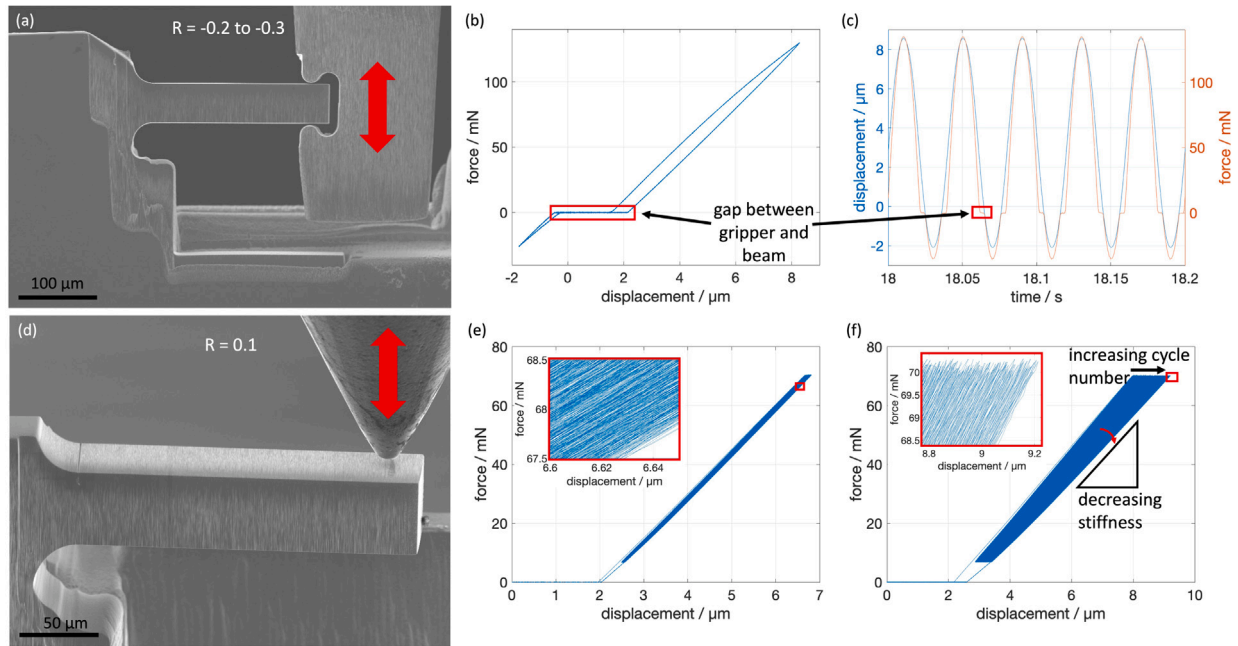 (a)
R = -0.2 to -0.3
100 µm
(b)
force / mN
100
50
0
-2
0
2
4
6
8
displacement / µm
gap between
gripper and
beam
(c)
displacement / µm
8
6
4
2
0
-2
force / mN
100
50
0
18
18.05
18.1
18.15
18.2
time / s
(d)
R = 0.1
50 µm
(e)
force / mN
80
60
40
20
0
0
1
2
3
4
5
6
7
displacement / µm
force / mN
68.5
68
67.5
6.6
6.62
6.64
displacement / µm
(f)
force / mN
80
60
40
20
0
0
2
4
6
8
10
displacement / µm
force / mN
70
69.5
69
68.5
8.8
9
9.2
displacement / µm
increasing cycle
number
decreasing
stiffness